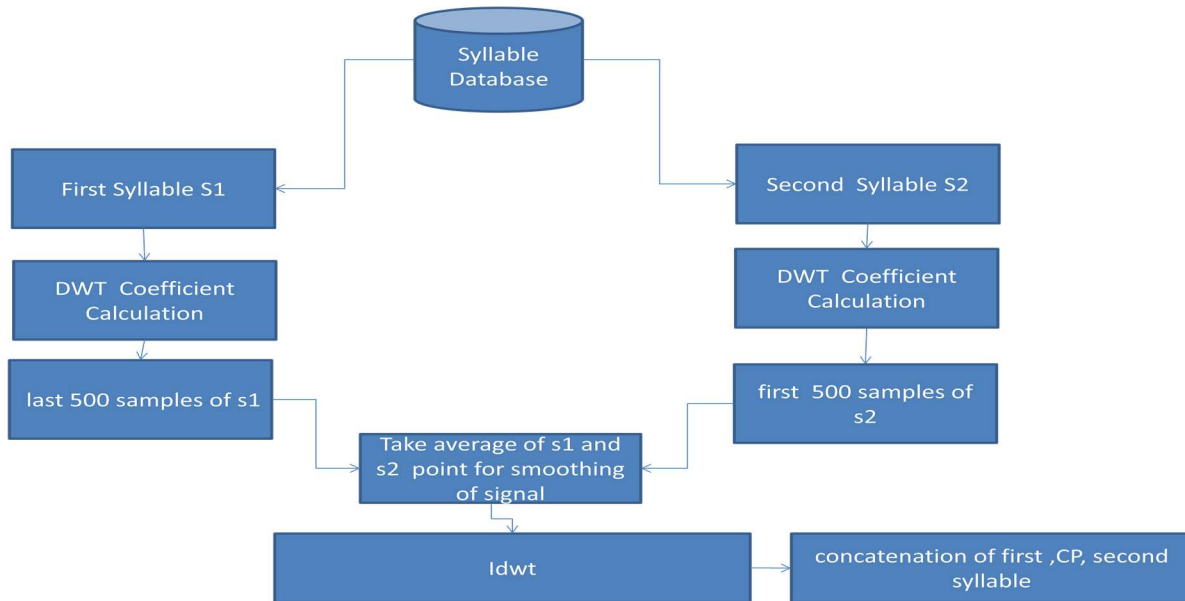 Syllable
Database
First Syllable S1
Second Syllable S2
DWT Coefficient
Calculation
DWT Coefficient
Calculation
last 500 samples of s1
first 500 samples of
s2
Take average of s1 and
s2 point for smoothing
of signal
Idwt
concatenation of first ,CP, second
syllable